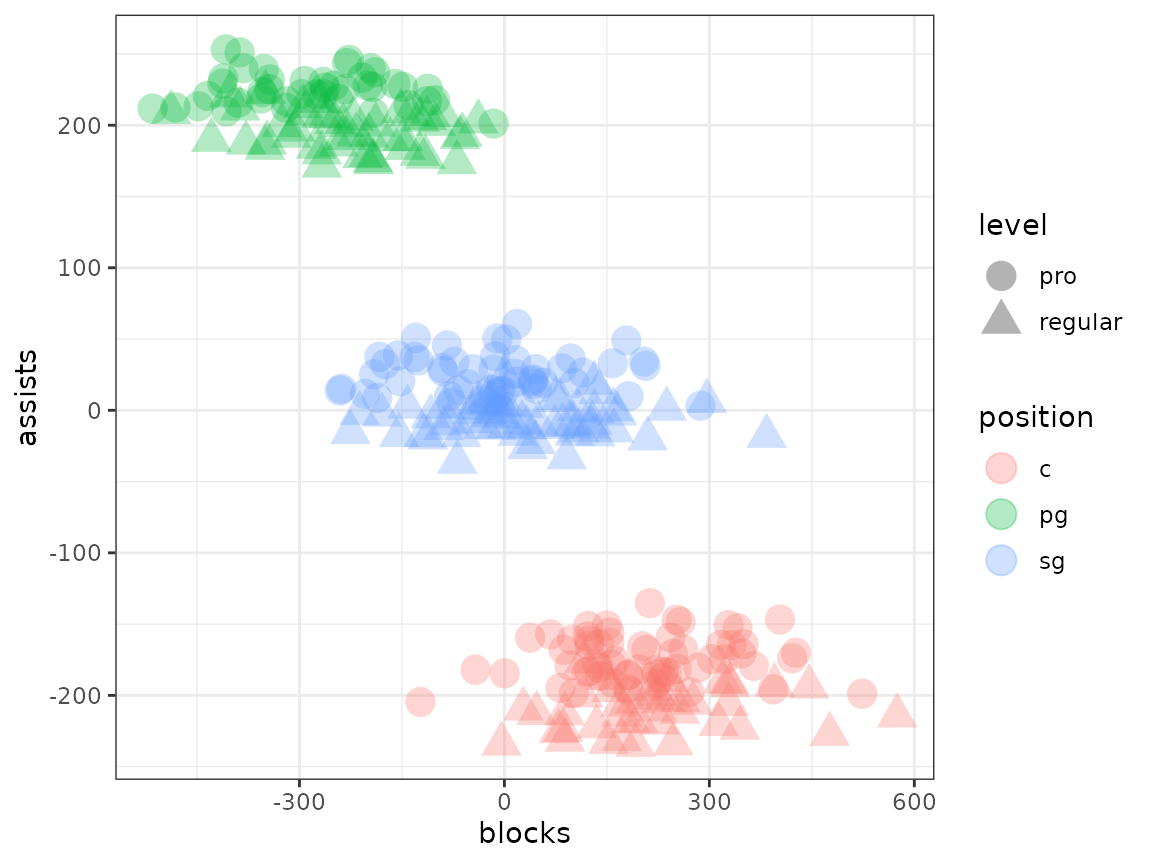 200
100
0
-100
-200
assists
-300
0
300
600
blocks
level
pro
regular
position
c
pg
sg